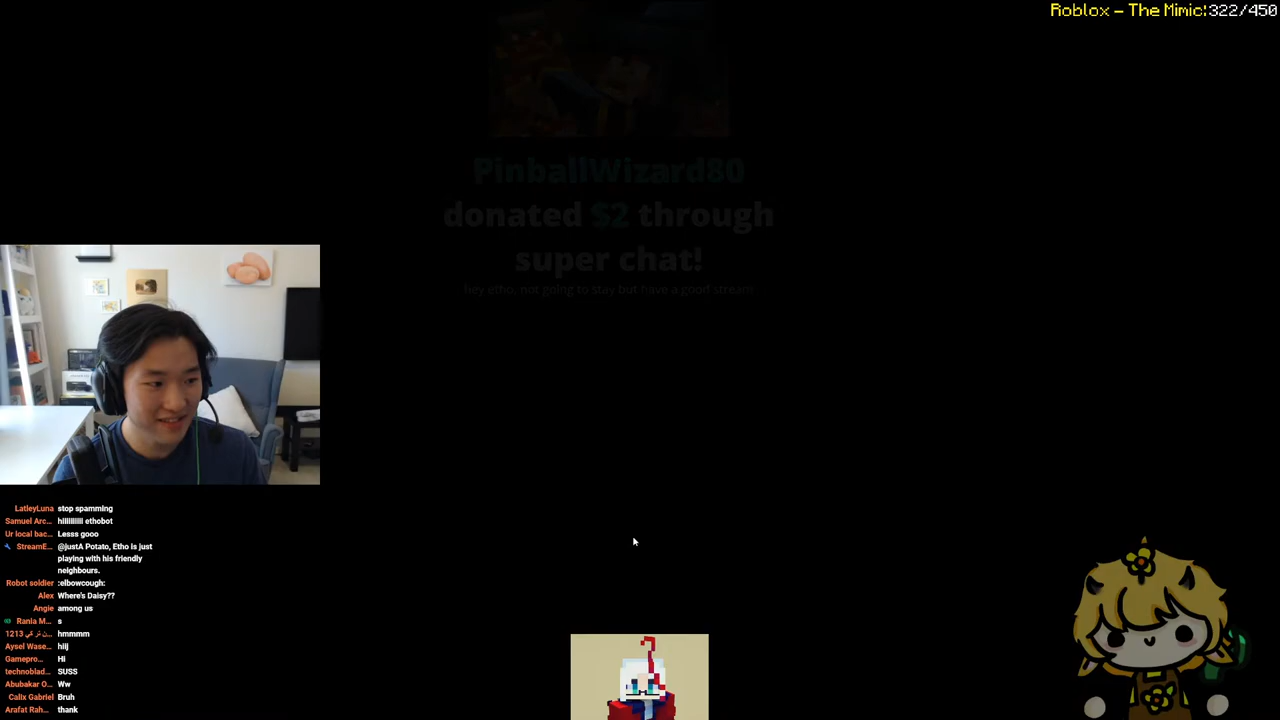 Roblox – The Mimic:322/450
PinballWizard80
donated $2 through
super chat!
hey etho, not going to stay but have a good stream
LatleyLuna stop spamming
Samuel Arc... hiiiiiiiiii ethobot
Ur local bac... Lesss gooo
StreamE... @justA Potato, Etho is just
playing with his friendly
neighbours.
Robot soldier :elbowcough:
Alex Where's Daisy??
Angie among us
Rania M... s
hmmmm
Aysel Wase... hiij
Gamepro... Hi
technoblad... SUSS
Abubakar O... Ww
Calix Gabriel Bruh
Arafat Rah... thank